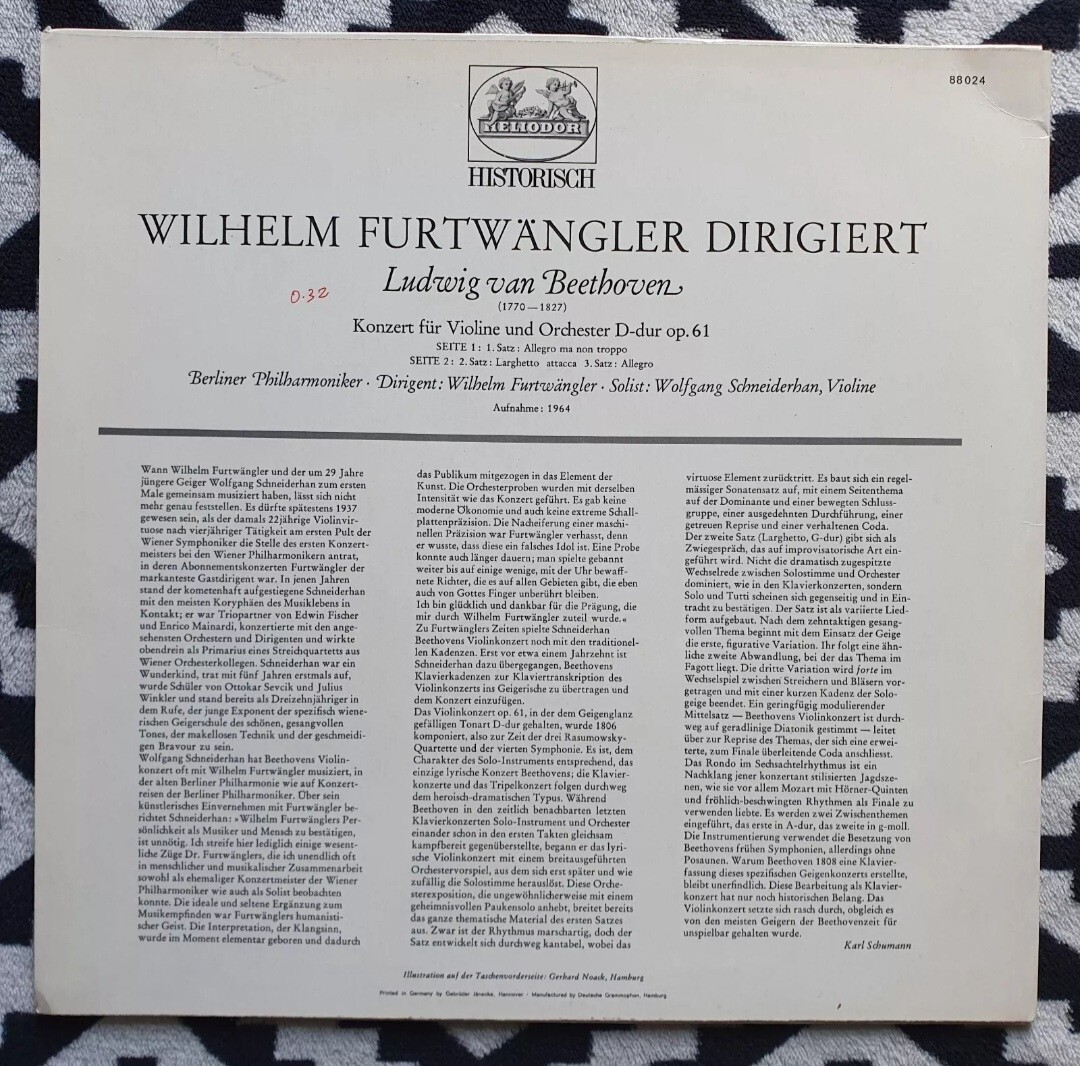 88024
HELIODOR
HISTORISCH
WILHELM FURTWÄNGLER DIRIGIERT
Ludwig van Beethoven
(1770—1827)
0.32
Konzert für Violine und Orchester D-dur op. 61
SEITE 1: 1. Satz: Allegro ma non troppo
SEITE 2: 2. Satz: Larghetto attacca 3. Satz: Allegro
Berliner Philharmoniker · Dirigent: Wilhelm Furtwängler · Solist: Wolfgang Schneiderhan, Violine
Aufnahme: 1964
Wann Wilhelm Furtwängler und der um 29 Jahre
jüngere Geiger Wolfgang Schneiderhan zum ersten
Male gemeinsam musiziert haben, lässt sich nicht
mehr genau feststellen. Es dürfte spätestens 1937
gewesen sein, als der damals 22jährige Violinvir-
tuose nach vierjähriger Tätigkeit am ersten Pult der
Wiener Symphoniker die Stelle des ersten Konzert-
meisters bei den Wiener Philharmonikern antrat,
in deren Abonnementskonzerten Furtwängler der
markanteste Gastdirigent war. In jenen Jahren
stand der kometenhaft aufgestiegene Schneiderhan
mit den meisten Koryphäen des Musiklebens in
Kontakt; er war Triopartner von Edwin Fischer
und Enrico Mainardi, konzertierte mit den ange-
sehensten Orchestern und Dirigenten und wirkte
obendrein als Primarius eines Streichquartetts aus
Wiener Orchesterkollegen. Schneiderhan war ein
Wunderkind, trat mit fünf Jahren erstmals auf,
wurde Schüler von Ottokar Sevcik und Julius
Winkler und stand bereits als Dreizehnjähriger in
dem Rufe, der junge Exponent der spezifisch wiene-
rischen Geigerschule des schönen, gesangvollen
Tones, der makellosen Technik und der geschmeidi-
gen Bravour zu sein.
Wolfgang Schneiderhan hat Beethovens Violin-
konzert oft mit Wilhelm Furtwängler musiziert, in
der alten Berliner Philharmonie wie auf Konzert-
reisen der Berliner Philharmoniker. Über sein
künstlerisches Einvernehmen mit Furtwängler be-
richtet Schneiderhan: »Wilhelm Furtwänglers Per-
sönlichkeit als Musiker und Mensch zu bestätigen,
ist unnötig. Ich streife hier lediglich einige wesent-
liche Züge Dr. Furtwänglers, die ich unendlich oft
in menschlicher und musikalischer Zusammenarbeit
sowohl als ehemaliger Konzertmeister der Wiener
Philharmoniker wie auch als Solist beobachten
konnte. Die ideale und seltene Ergänzung zum
Musikempfinden war Furtwänglers humanisti-
scher Geist. Die Interpretation, der Klangsinn,
wurde im Moment elementar geboren und dadurch
das Publikum mitgezogen in das Element der
Kunst. Die Orchesterproben wurden mit derselben
Intensität wie das Konzert geführt. Es gab keine
moderne Ökonomie und auch keine extreme Schall-
plattenpräzision. Die Nacheiferung einer maschi-
nellen Präzision war Furtwängler verhasst, denn
er wusste, dass diese ein falsches Idol ist. Eine Probe
konnte auch länger dauern; man spielte gebannt
weiter bis auf einige wenige, mit der Uhr bewaff-
nete Richter, die es auf allen Gebieten gibt, die eben
auch von Gottes Finger unberührt bleiben.
Ich bin glücklich und dankbar für die Prägung, die
mir durch Wilhelm Furtwängler zuteil wurde.«
Zu Furtwänglers Zeiten spielte Schneiderhan
Beethovens Violinkonzert noch mit den traditionel-
len Kadenzen. Erst vor etwa einem Jahrzehnt ist
Schneiderhan dazu übergegangen, Beethovens
Klavierkadenzen zur Klaviertranskription des
Violinkonzerts ins Geigerische zu übertragen und
dem Konzert einzufügen.
Das Violinkonzert op. 61, in der dem Geigenglanz
gefälligen Tonart D-dur gehalten, wurde 1806
komponiert, also zur Zeit der drei Rasumowsky-
Quartette und der vierten Symphonie. Es ist, dem
Charakter des Solo-Instruments entsprechend, das
einzige lyrische Konzert Beethovens; die Klavier-
konzerte und das Tripelkonzert folgen durchweg
dem heroisch-dramatischen Typus. Während
Beethoven in den zeitlich benachbarten letzten
Klavierkonzerten Solo-Instrument und Orchester
einander schon in den ersten Takten gleichsam
kampfbereit gegenüberstellte, begann er das lyri-
sche Violinkonzert mit einem breitausgeführten
Orchestervorspiel, aus dem sich erst später und wie
zufällig die Solostimme herauslöst. Diese Orche-
sterexposition, die ungewöhnlicherweise mit einem
geheimnisvollen Paukensolo anhebt, breitet bereits
das ganze thematische Material des ersten Satzes
aus. Zwar ist der Rhythmus marschartig, doch der
Satz entwickelt sich durchweg kantabel, wobei das
virtuose Element zurücktritt. Es baut sich ein regel-
mässiger Sonatensatz auf, mit einem Seitenthema
auf der Dominante und einer bewegten Schluss-
gruppe, einer ausgedehnten Durchführung, einer
getreuen Reprise und einer verhaltenen Coda.
Der zweite Satz (Larghetto, G-dur) gibt sich als
Zwiegespräch, das auf improvisatorische Art ein-
geführt wird. Nicht die dramatisch zugespitzte
Wechselrede zwischen Solostimme und Orchester
dominiert, wie in den Klavierkonzerten, sondern
Solo und Tutti scheinen sich gegenseitig und in Ein-
tracht zu bestätigen. Der Satz ist als variierte Lied-
form aufgebaut. Nach dem zehntaktigen gesang-
vollen Thema beginnt mit dem Einsatz der Geige
die erste, figurative Variation. Ihr folgt eine ähn-
liche zweite Abwandlung, bei der das Thema im
Fagott liegt. Die dritte Variation wird forte im
Wechselspiel zwischen Streichern und Bläsern vor-
getragen und mit einer kurzen Kadenz der Solo-
geige beendet. Ein geringfügig modulierender
Mittelsatz — Beethovens Violinkonzert ist durch-
weg auf geradlinige Diatonik gestimmt — leitet
über zur Reprise des Themas, der sich eine erwei-
terte, zum Finale überleitende Coda anschliesst.
Das Rondo im Sechsachtelrhythmus ist ein
Nachklang jener konzertant stilisierten Jagdsze-
nen, wie sie vor allem Mozart mit Hörner-Quinten
und fröhlich-beschwingten Rhythmen als Finale zu
verwenden liebte. Es werden zwei Zwischenthemen
eingeführt, das erste in A-dur, das zweite in g-moll.
Die Instrumentierung verwendet die Besetzung von
Beethovens frühen Symphonien, allerdings ohne
Posaunen. Warum Beethoven 1808 eine Klavier-
fassung dieses spezifischen Geigenkonzerts erstellte,
bleibt unerfindlich. Diese Bearbeitung als Klavier-
konzert hat nur noch historischen Belang. Das
Violinkonzert setzte sich rasch durch, obgleich es
von den meisten Geigern der Beethovenzeit für
unspielbar gehalten wurde.
Karl Schumann
Illustration auf der Taschenvorderseite: Gerhard Noack, Hamburg
Printed in Germany by Gebrüder Jänecke, Hannover · Manufactured by Deutsche Grammophon, Hamburg